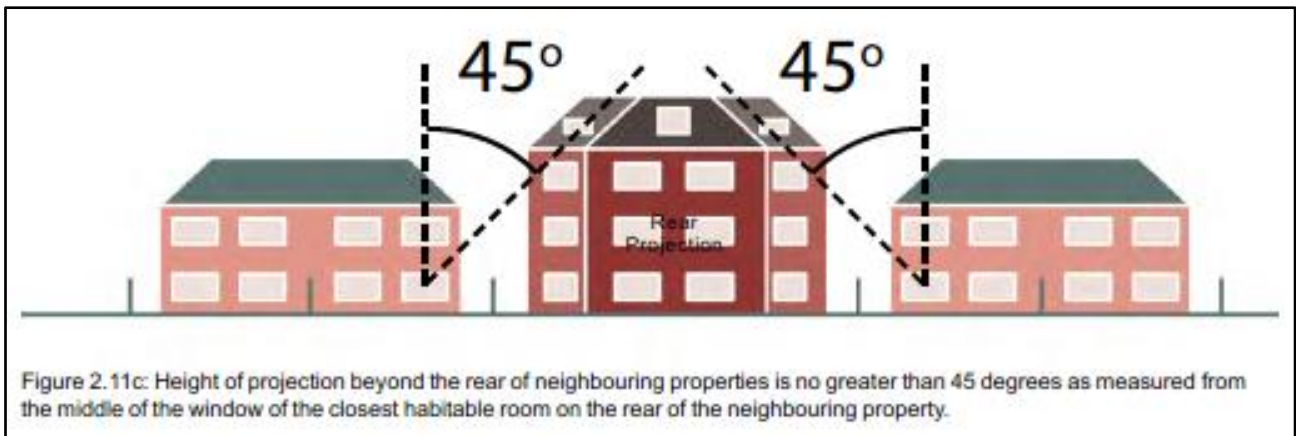 45º 45º
Rear
Projection
Figure 2.11c: Height of projection beyond the rear of neighbouring properties is no greater than 45 degrees as measured from
the middle of the window of the closest habitable room on the rear of the neighbouring property.